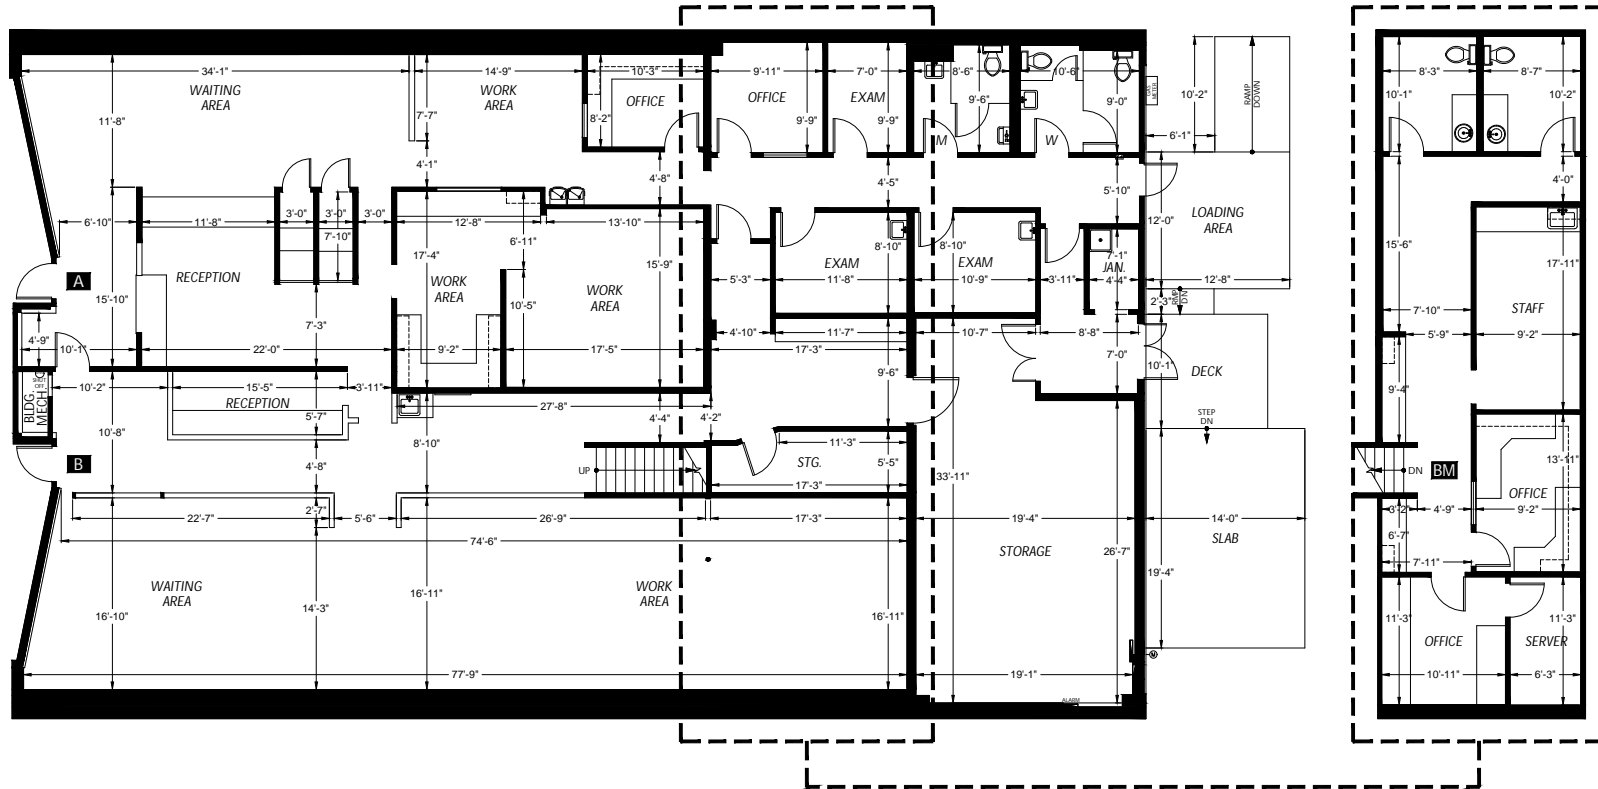 34'-1"
14'-9"
10'-3"
9'-11"
7'-0"
8'-6"
10'-6"
WAITING
AREA
WORK
AREA
OFFICE
OFFICE
EXAM
M
W
11'-8"
7'-7"
8'-2"
9'-9"
9'-9"
9'-6"
9'-0"
GAS
METER
10'-2"
RAMP
DOWN
6'-1"
4'-1"
4'-8"
4'-5"
5'-10"
6'-10"
11'-8"
3'-0"
3'-0"
3'-0"
7'-10"
12'-8"
13'-10"
12'-0"
LOADING
AREA
12'-8"
A
15'-10"
RECEPTION
7'-3"
17'-4"
6'-11"
WORK
AREA
10'-5"
WORK
AREA
15'-9"
5'-3"
8'-10"
EXAM
11'-8"
8'-10"
EXAM
10'-9"
3'-11"
7'-1"
JAN.
4'-4"
2'-3"
RMP
DN
4'-9"
10'-1"
22'-0"
9'-2"
17'-5"
4'-10"
11'-7"
17'-3"
10'-7"
8'-8"
7'-0"
10'-1"
DECK
9'-6"
SHUT
OFF
BLDG.
MECH.
10'-2"
15'-5"
3'-11"
RECEPTION
5'-7"
10'-8"
4'-8"
27'-8"
8'-10"
4'-4"
4'-2"
STEP
DN
B
UP
11'-3"
STG.
5'-5"
17'-3"
33'-11"
22'-7"
2'-7"
5'-6"
26'-9"
17'-3"
19'-4"
14'-0"
74'-6"
STORAGE
SLAB
26'-7"
19'-4"
WAITING
AREA
WORK
AREA
16'-10"
14'-3"
16'-11"
16'-11"
77'-9"
19'-1"
ALARM
M
8'-3"
8'-7"
10'-1"
10'-2"
4'-0"
15'-6"
17'-11"
STAFF
7'-10"
5'-9"
9'-2"
9'-4"
DN
BM
13'-11"
OFFICE
3'-2"
4'-9"
9'-2"
6'-7"
7'-11"
11'-3"
11'-3"
OFFICE
SERVER
10'-11"
6'-3"